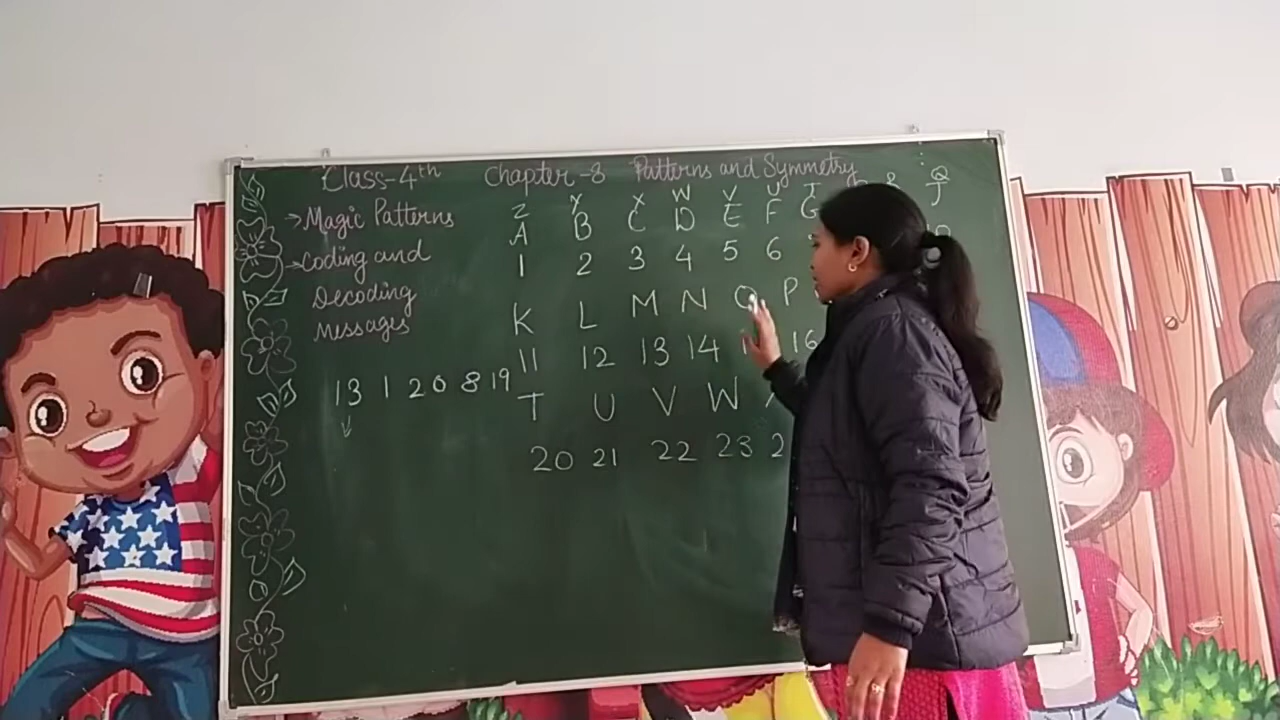 Class-4th Chapter-8 Patterns and Symmetry
→ Magic Patterns
→ Coding and
Decoding
Messages
13 1 20 8 19
Z Y X W V U T Q
A B C D E F G J
1 2 3 4 5 6
K L M N O P
11 12 13 14 16
T U V W
20 21 22 23 2